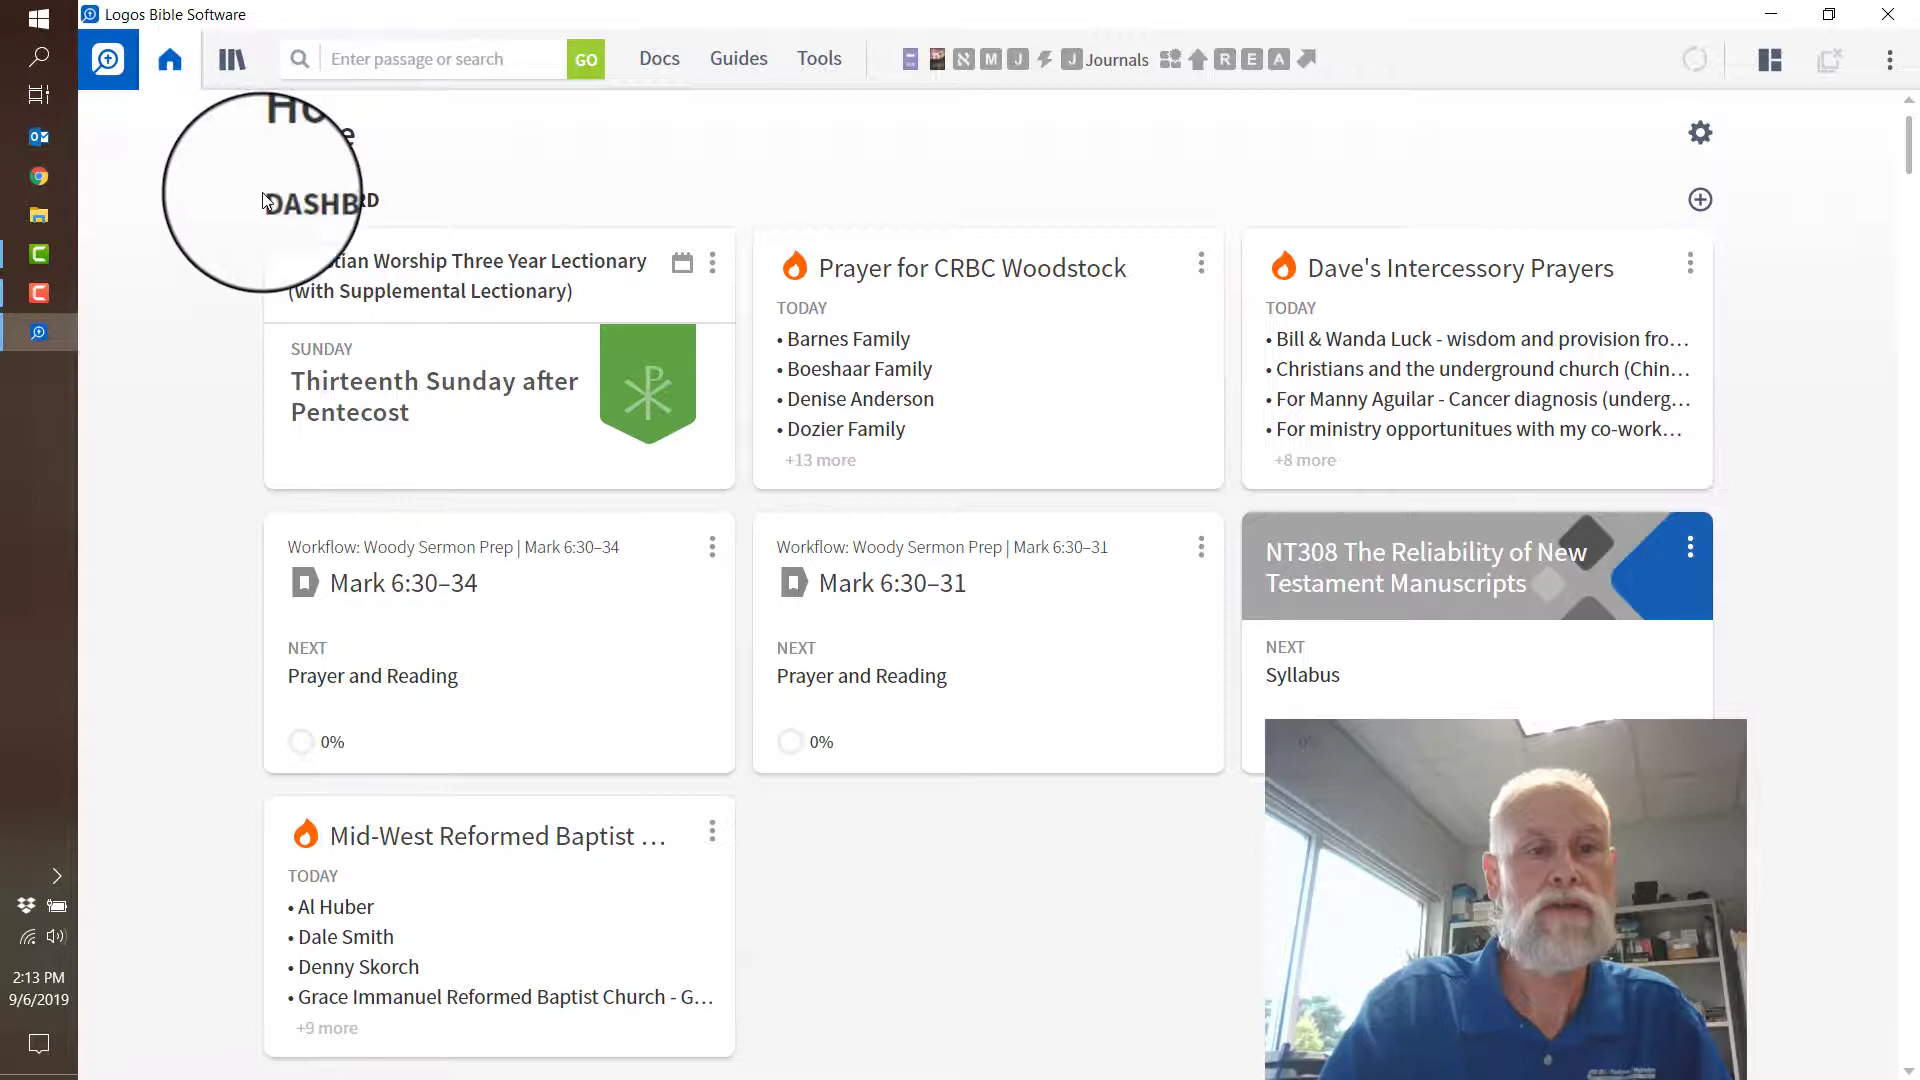 Logos Bible Software
Enter passage or search
GO
Docs
Guides
Tools
N
M
J
J Journals
R
E
A
DASHB RD
tian Worship Three Year Lectionary
(with Supplemental Lectionary)
SUNDAY
Thirteenth Sunday after
Pentecost
Prayer for CRBC Woodstock
TODAY
• Barnes Family
• Boeshaar Family
• Denise Anderson
• Dozier Family
+13 more
Dave's Intercessory Prayers
TODAY
• Bill & Wanda Luck - wisdom and provision fro…
• Christians and the underground church (Chin…
• For Manny Aguilar - Cancer diagnosis (underg…
• For ministry opportunitues with my co-work…
+8 more
Workflow: Woody Sermon Prep | Mark 6:30–34
Mark 6:30–34
NEXT
Prayer and Reading
0%
Workflow: Woody Sermon Prep | Mark 6:30–31
Mark 6:30–31
NEXT
Prayer and Reading
0%
NT308 The Reliability of New
Testament Manuscripts
NEXT
Syllabus
Mid-West Reformed Baptist …
TODAY
• Al Huber
• Dale Smith
• Denny Skorch
• Grace Immanuel Reformed Baptist Church - G…
+9 more
2:13 PM
9/6/2019